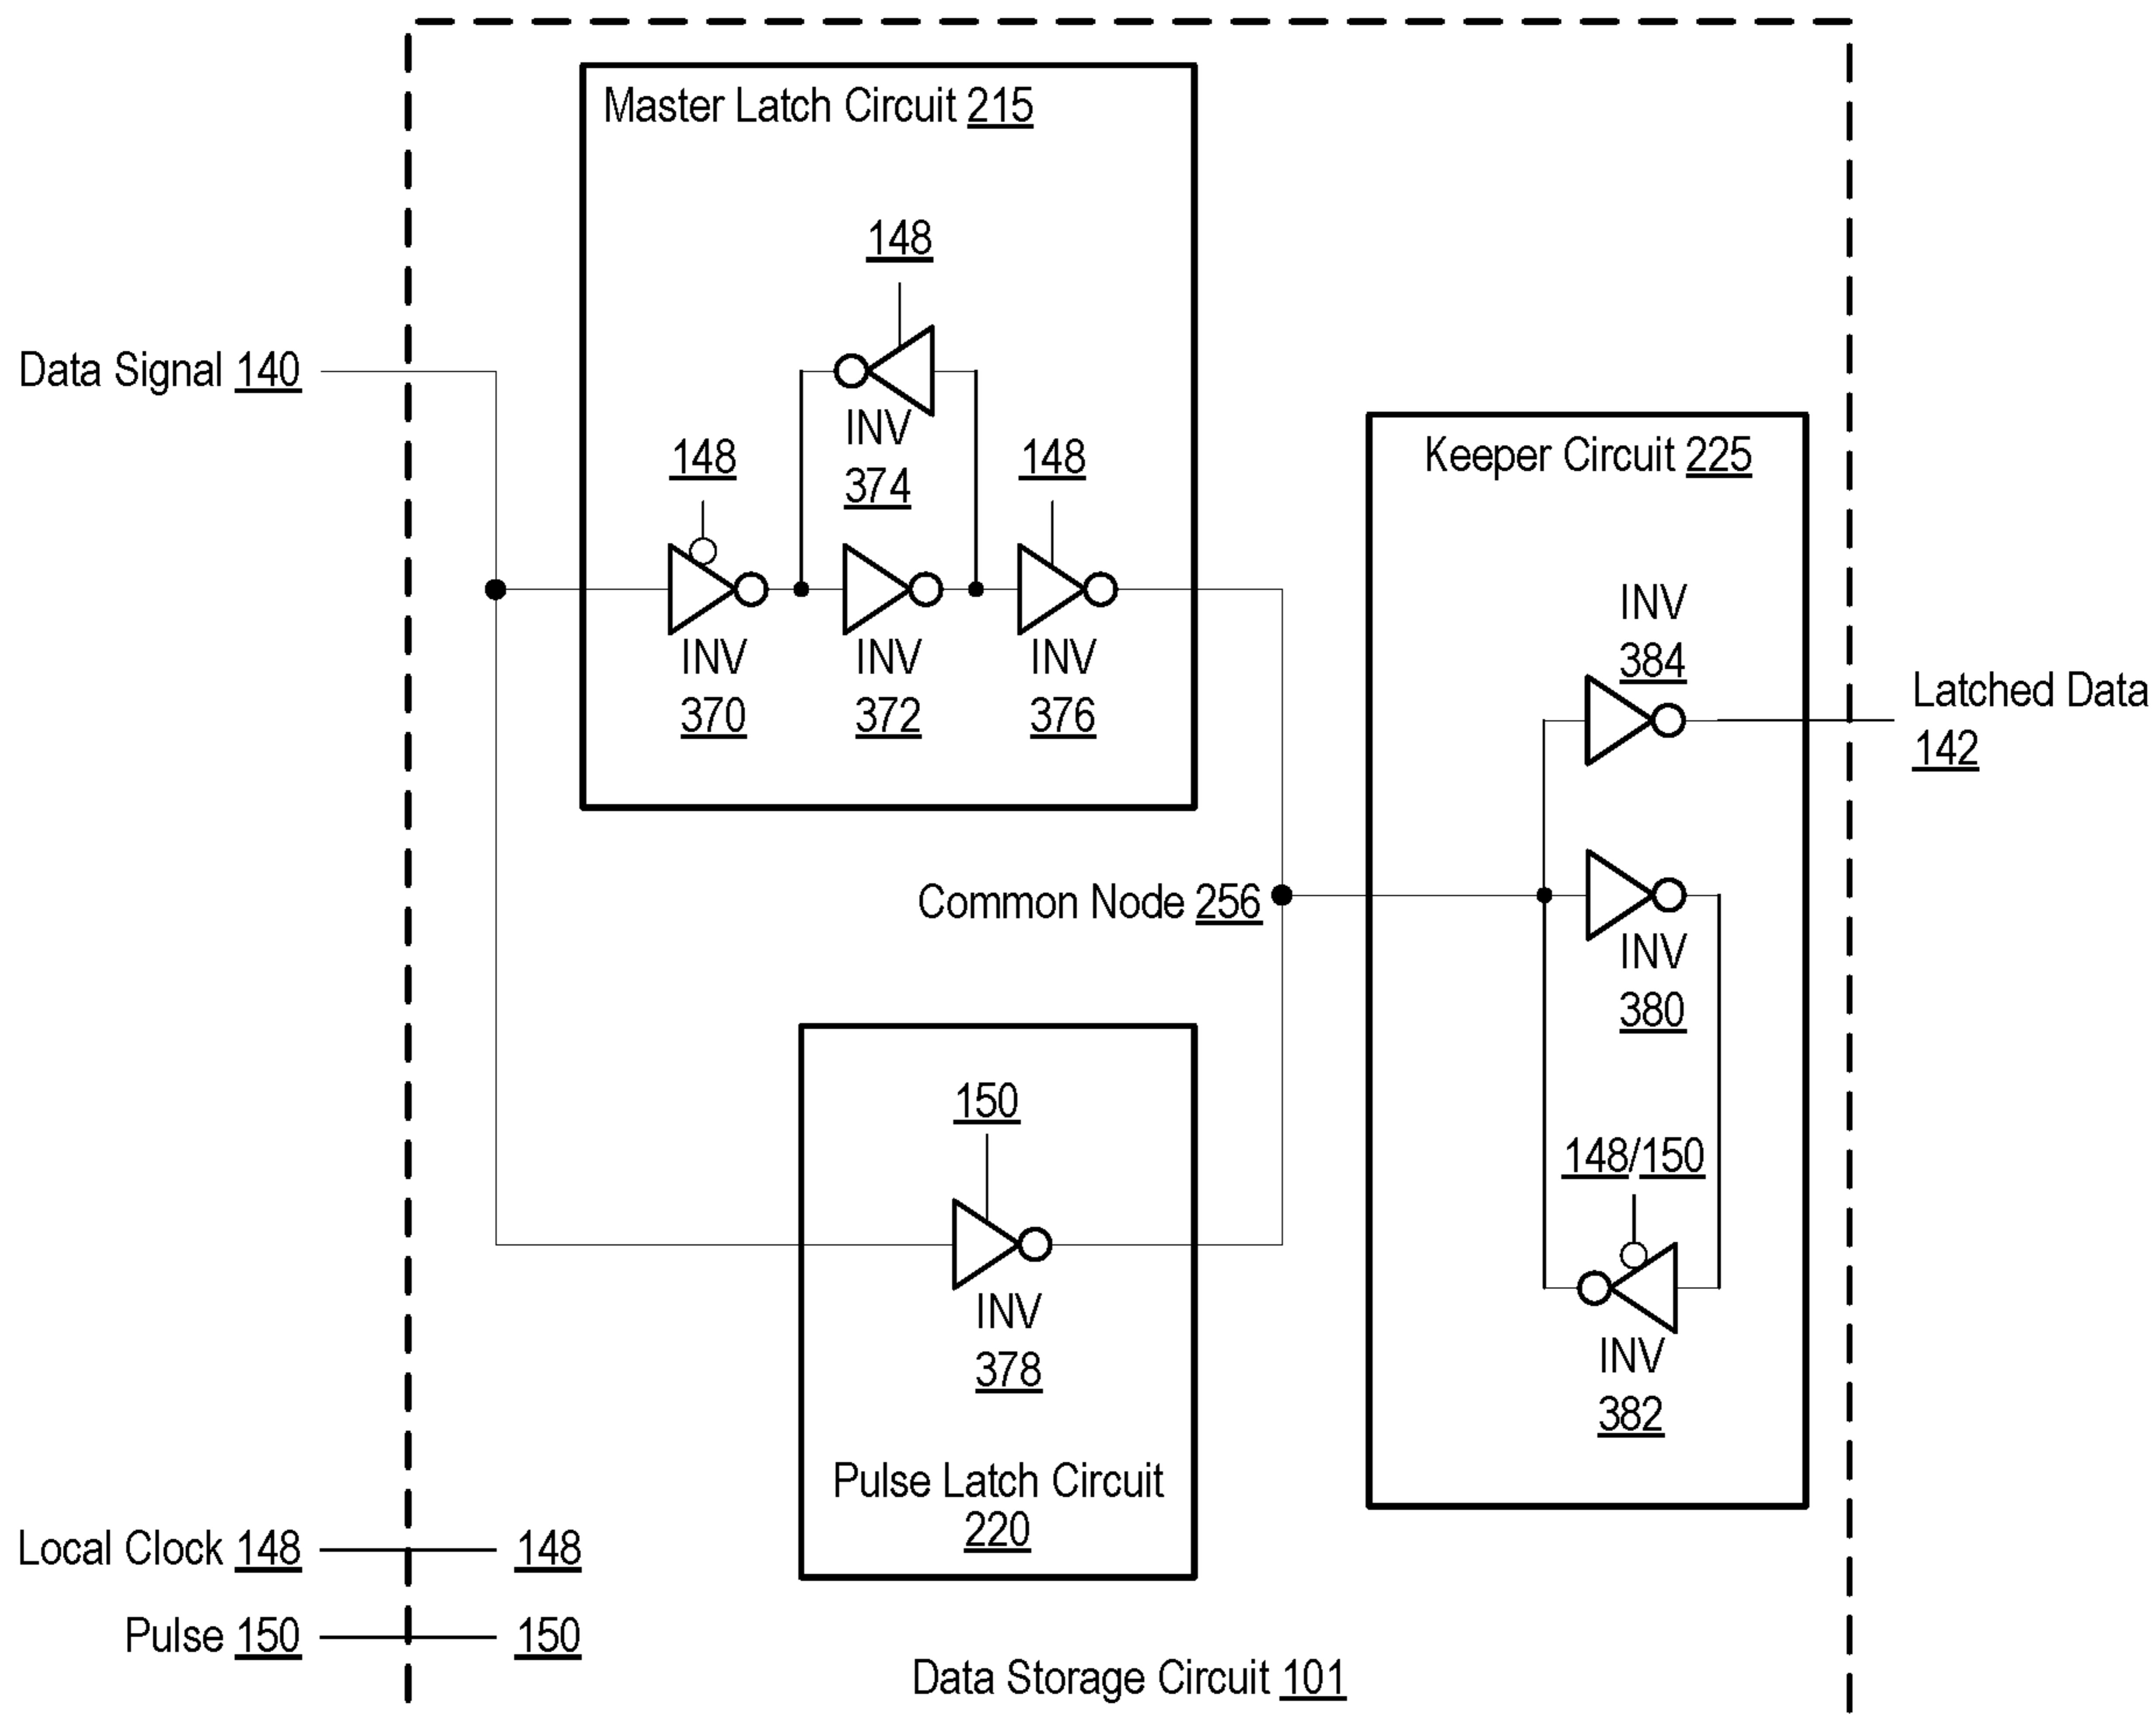 Master Latch Circuit 215
148
Data Signal 140
INV
374
148
148
INV
370
INV
372
INV
376
Keeper Circuit 225
INV
384
Latched Data
142
Common Node 256
INV
380
150
148/150
INV
378
INV
382
Pulse Latch Circuit
220
Local Clock 148
148
Pulse 150
150
Data Storage Circuit 101